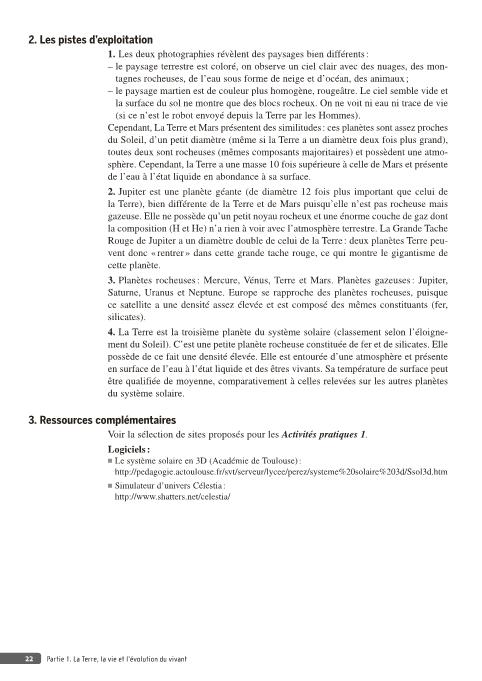 2. Les pistes d'exploitation
1. Les deux photographies révèlent des paysages bien différents :
– le paysage terrestre est coloré, on observe un ciel clair avec des nuages, des mon-
tagnes rocheuses, de l'eau sous forme de neige et d'océan, des animaux ;
– le paysage martien est de couleur plus homogène, rougeâtre. Le ciel semble vide et
la surface du sol ne montre que des blocs rocheux. On ne voit ni eau ni trace de vie
(si ce n'est le robot envoyé depuis la Terre par les Hommes).
Cependant, La Terre et Mars présentent des similitudes : ces planètes sont assez proches
du Soleil, d'un petit diamètre (même si la Terre a un diamètre deux fois plus grand),
toutes deux sont rocheuses (mêmes composants majoritaires) et possèdent une atmo-
sphère. Cependant, la Terre a une masse 10 fois supérieure à celle de Mars et présente
de l'eau à l'état liquide en abondance à sa surface.
2. Jupiter est une planète géante (de diamètre 12 fois plus important que celui de
la Terre), bien différente de la Terre et de Mars puisqu'elle n'est pas rocheuse mais
gazeuse. Elle ne possède qu'un petit noyau rocheux et une énorme couche de gaz dont
la composition (H et He) n'a rien à voir avec l'atmosphère terrestre. La Grande Tache
Rouge de Jupiter a un diamètre double de celui de la Terre : deux planètes Terre peu-
vent donc « rentrer » dans cette grande tache rouge, ce qui montre le gigantisme de
cette planète.
3. Planètes rocheuses : Mercure, Vénus, Terre et Mars. Planètes gazeuses : Jupiter,
Saturne, Uranus et Neptune. Europe se rapproche des planètes rocheuses, puisque
ce satellite a une densité assez élevée et est composé des mêmes constituants (fer,
silicates).
4. La Terre est la troisième planète du système solaire (classement selon l'éloigne-
ment du Soleil). C'est une petite planète rocheuse constituée de fer et de silicates. Elle
possède de ce fait une densité élevée. Elle est entourée d'une atmosphère et présente
en surface de l'eau à l'état liquide et des êtres vivants. Sa température de surface peut
être qualifiée de moyenne, comparativement à celles relevées sur les autres planètes
du système solaire.
3. Ressources complémentaires
Voir la sélection de sites proposés pour les Activités pratiques 1.
Logiciels :
■ Le système solaire en 3D (Académie de Toulouse) :
http://pedagogie.actoulouse.fr/svt/serveur/lycee/perez/systeme%20solaire%203d/Ssol3d.htm
■ Simulateur d'univers Célestia :
http://www.shatters.net/celestia/
22 Partie 1. La Terre, la vie et l'évolution du vivant